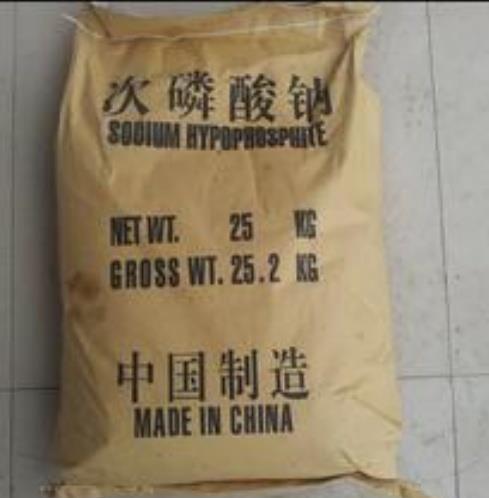 次磷酸钠
SODIUM HYPOPHOSPHITE
NET WT. 25 KG
GROSS WT. 25.2 KG
中国制造
MADE IN CHINA